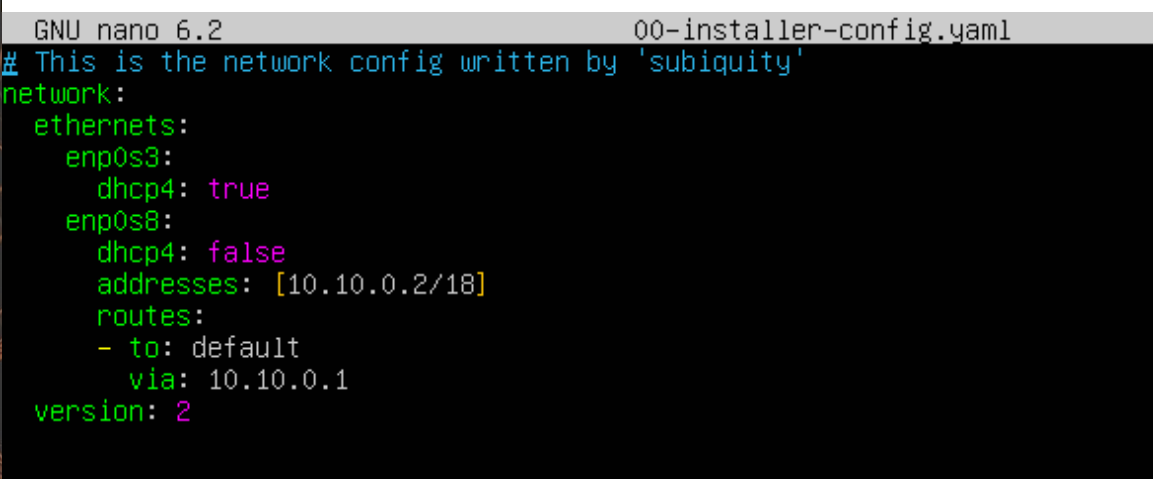 GNU nano 6.2 00-installer-config.yaml
# This is the network config written by 'subiquity'
network:
  ethernets:
    enp0s3:
      dhcp4: true
    enp0s8:
      dhcp4: false
      addresses: [10.10.0.2/18]
      routes:
      - to: default
        via: 10.10.0.1
  version: 2